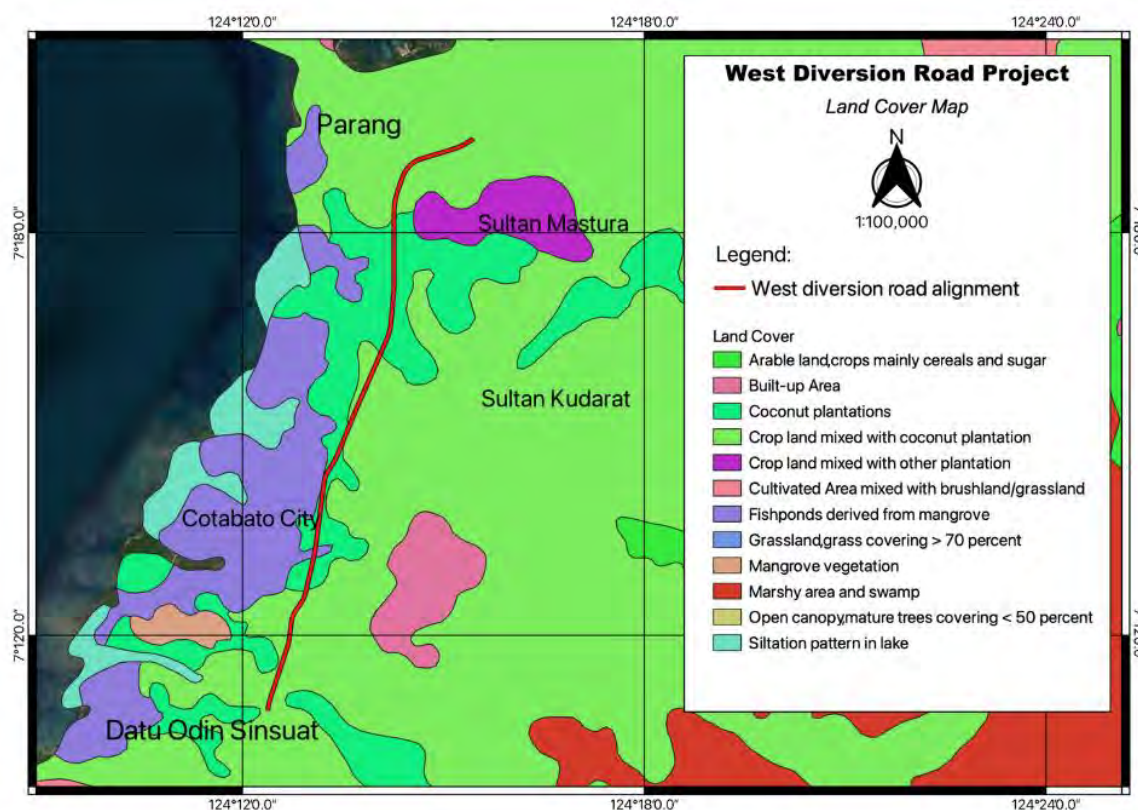 124°12'0.0" 124°18'0.0" 124°240.0"
West Diversion Road Project
Land Cover Map
N
1:100,000
Legend:
West diversion road alignment
Land Cover
Arable land,crops mainly cereals and sugar
Built-up Area
Coconut plantations
Crop land mixed with coconut plantation
Crop land mixed with other plantation
Cultivated Area mixed with brushland/grassland
Fishponds derived from mangrove
Grassland,grass covering > 70 percent
Mangrove vegetation
Marshy area and swamp
Open canopy,mature trees covering < 50 percent
Siltation pattern in lake
Parang
Sultan Mastura
7°18'0.0"
Sultan Kudarat
Cotabato City
7°12'0.0"
Datu Odin Sinsuat
124°12'0.0" 124°18'0.0" 124°240.0"